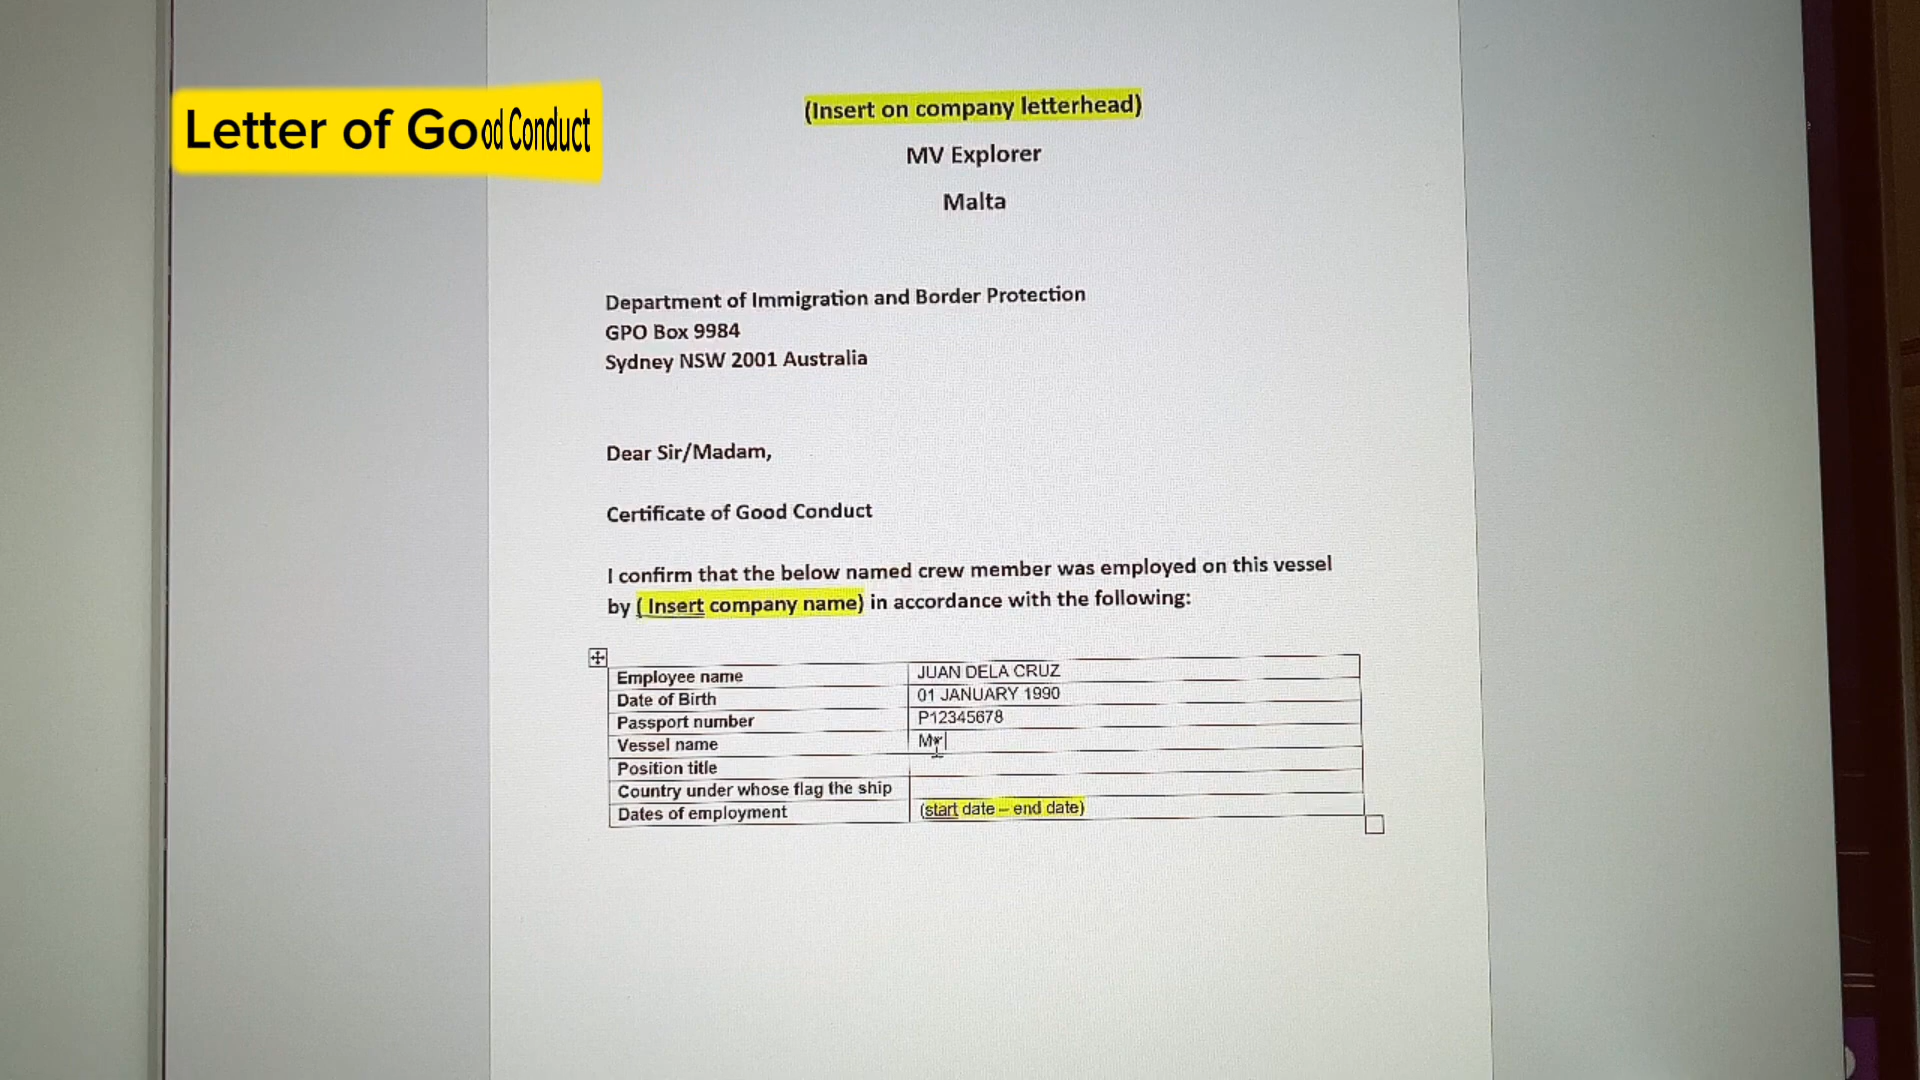 Letter of Good Conduct
(Insert on company letterhead)
MV Explorer
Malta
Department of Immigration and Border Protection
GPO Box 9984
Sydney NSW 2001 Australia
Dear Sir/Madam,
Certificate of Good Conduct
I confirm that the below named crew member was employed on this vessel
by ( Insert company name) in accordance with the following:
Employee name JUAN DELA CRUZ
Date of Birth 01 JANUARY 1990
Passport number P12345678
Vessel name
Position title
Country under whose flag the ship
Dates of employment (start date – end date)